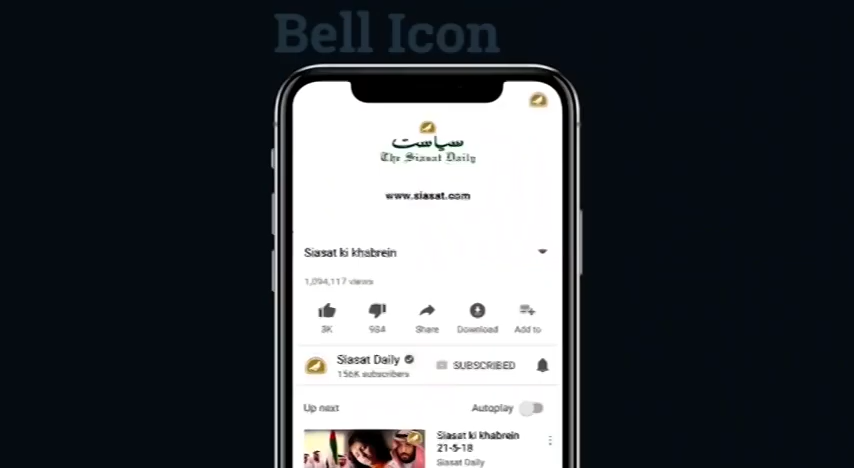 Bell Icon
سیاست
The Siasat Daily
www.siasat.com
Siasat ki khabrein
1,094,117 views
3K
984
Share
Download
Add to
Siasat Daily
156K subscribers
SUBSCRIBED
Up next
Autoplay
Siasat ki khabrein
21-5-18
Siasat Daily